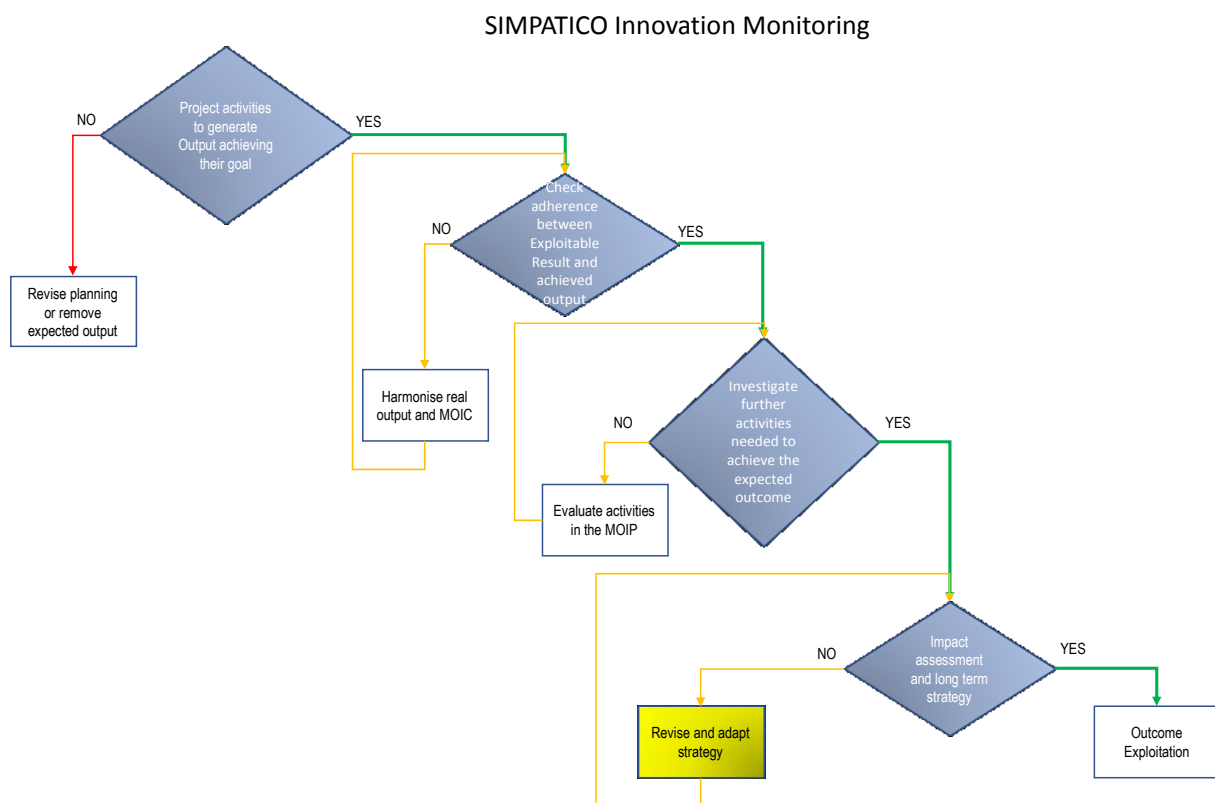 SIMPATICO Innovation Monitoring
Project activities
to generate
Output achieving
their goal
NO
YES
Revise planning
or remove
expected output
Check
adherence
between
Exploitable
Result and
achieved
output
NO
YES
Harmonise real
output and MOIC
Investigate
further
activities
needed to
achieve the
expected
outcome
NO
YES
Evaluate activities
in the MOIP
Impact
assessment
and long term
strategy
NO
YES
Revise and adapt
strategy
Outcome
Exploitation